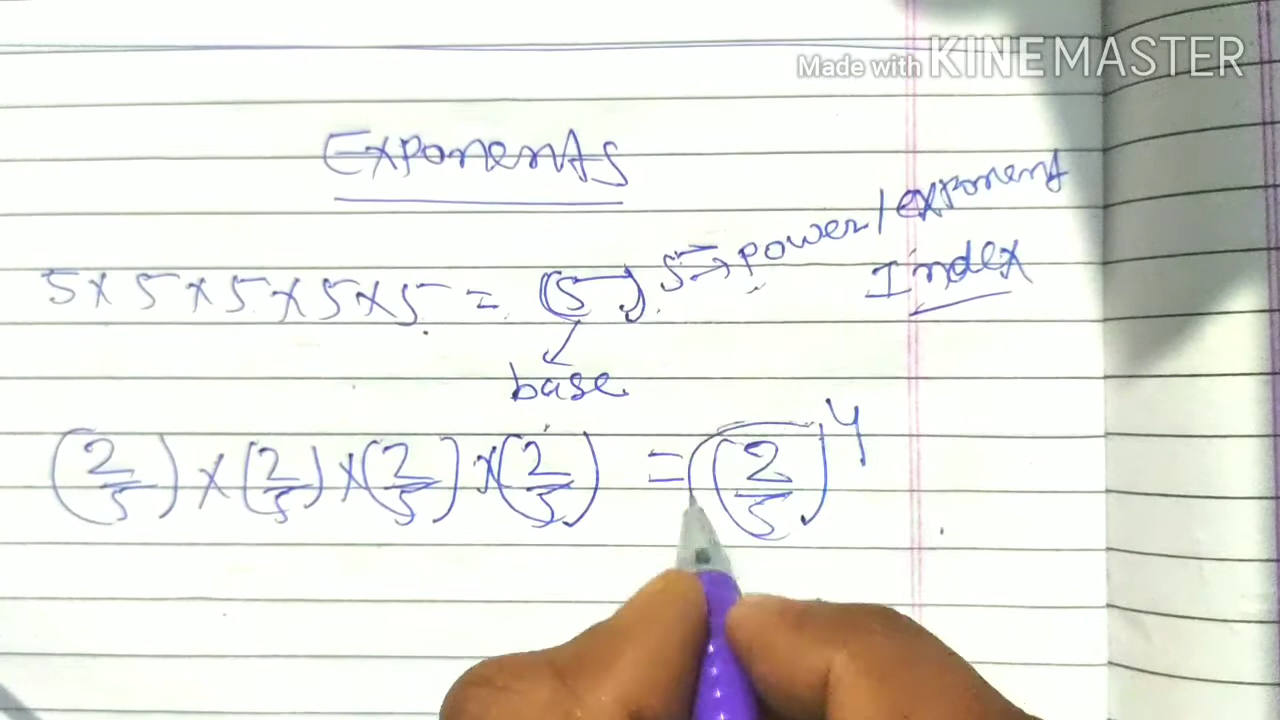 Made with KINEMASTER
Exponents
5 × 5 × 5 × 5 × 5 = (5)⁵ → power / exponent
Index
base
(2/5) × (2/5) × (2/5) × (2/5) = (2/5)⁴